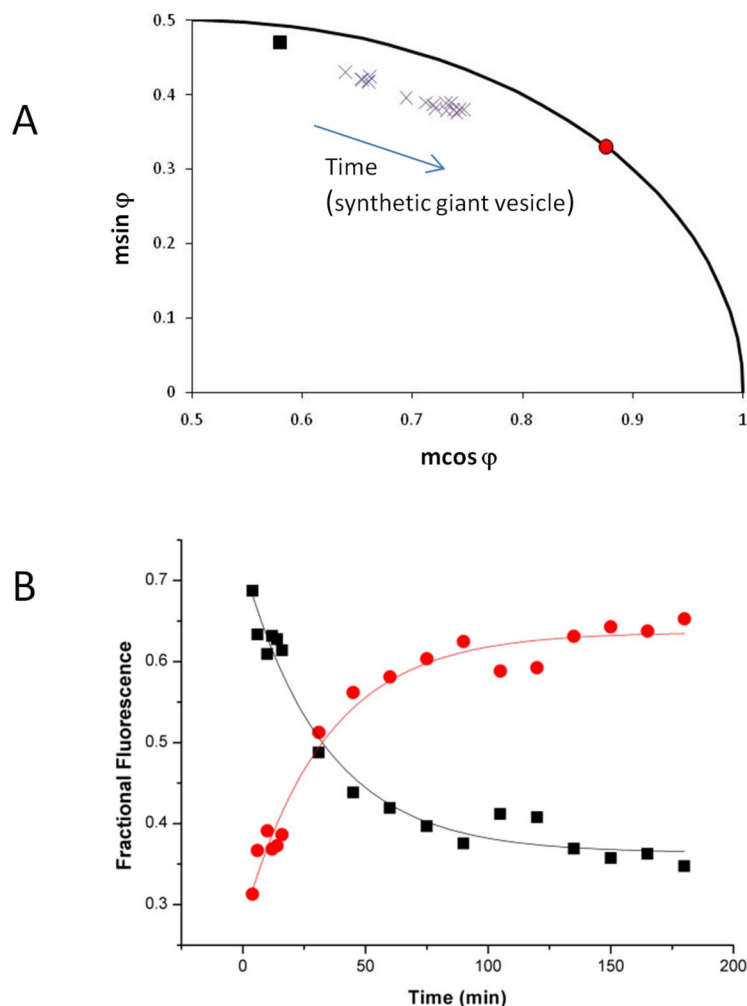 A
0.5
0.4
0.3
0.2
0.1
0
msin φ
Time
(synthetic giant vesicle)
0.5 0.6 0.7 0.8 0.9 1
mcos φ
B
0.7
0.6
0.5
0.4
0.3
Fractional Fluorescence
0 50 100 150 200
Time (min)